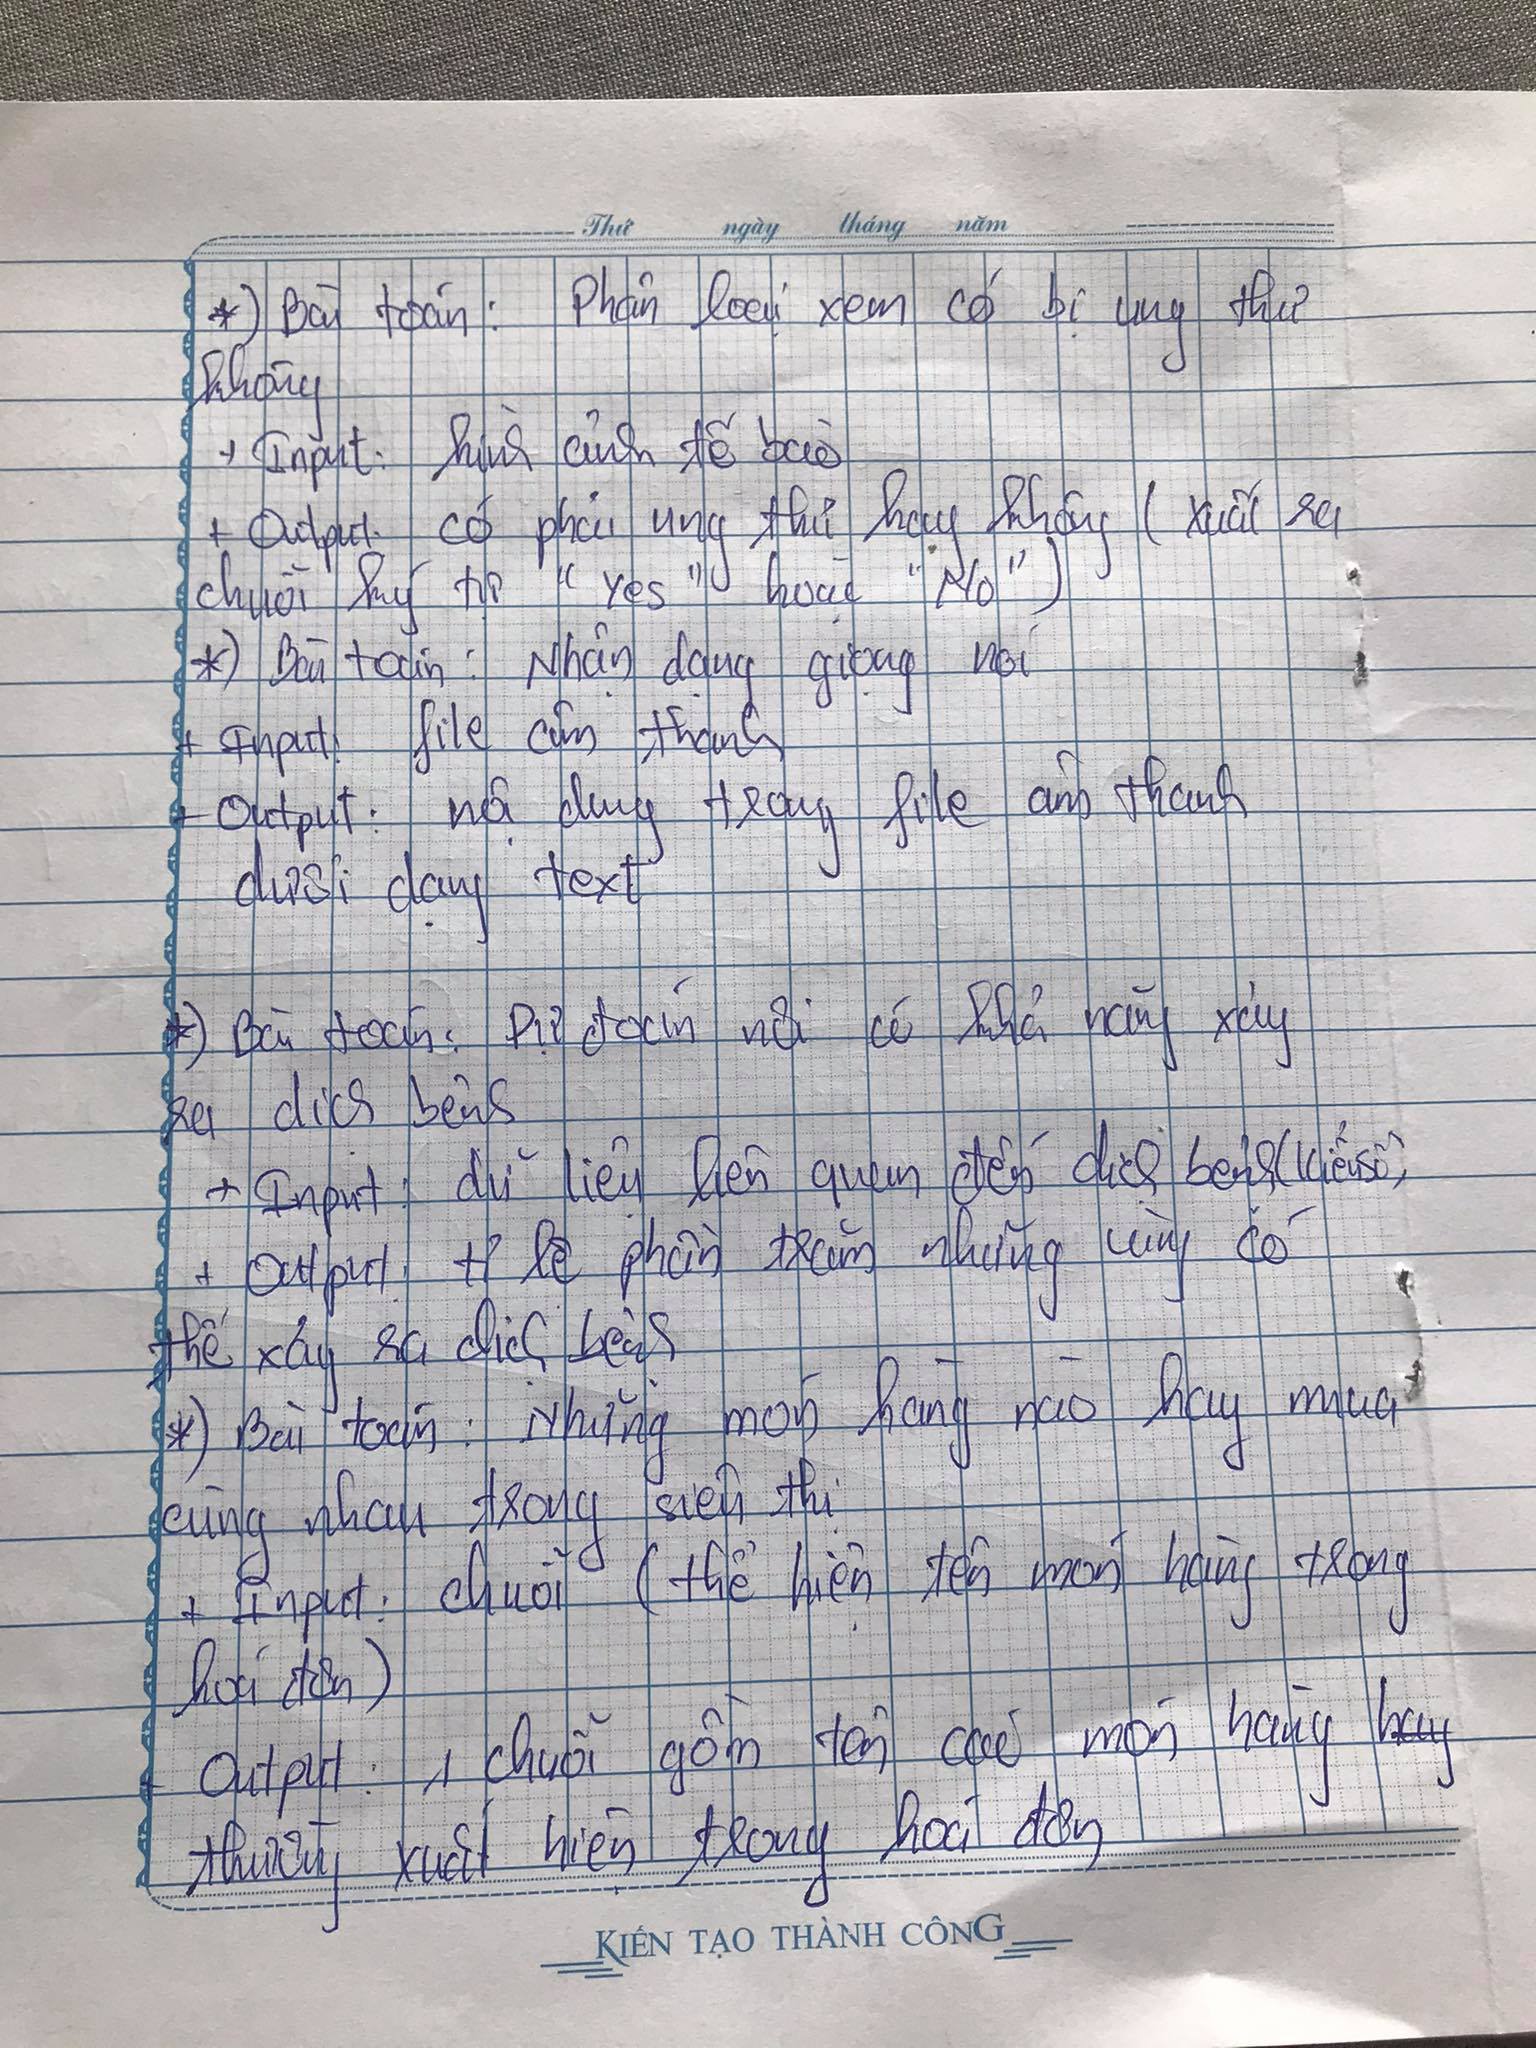 Thứ ngày tháng năm
*) Bài toán: Phân loại xem có bị ung thư
không
+ Input: hình ảnh tế bào
+ Output: có phải ung thư hay không (xuất ra
chuỗi ký tự "Yes" hoặc "No")
*) Bài toán: Nhận dạng giọng nói
+ Input: file âm thanh
+ Output: nội dung trong file âm thanh
dưới dạng text
*) Bài toán: Dự đoán nơi có khả năng xảy
ra dịch bệnh
+ Input: dữ liệu liên quan đến dịch bệnh (kiểu số)
+ Output: tỉ lệ phần trăm những vùng có
thể xảy ra dịch bệnh
*) Bài toán: Những món hàng nào hay mua
cùng nhau trong siêu thị
+ Input: chuỗi (thể hiện tên món hàng trong
hoá đơn)
+ Output: 1 chuỗi gồm tên các món hàng hay
thường xuất hiện trong hoá đơn
KIẾN TẠO THÀNH CÔNG